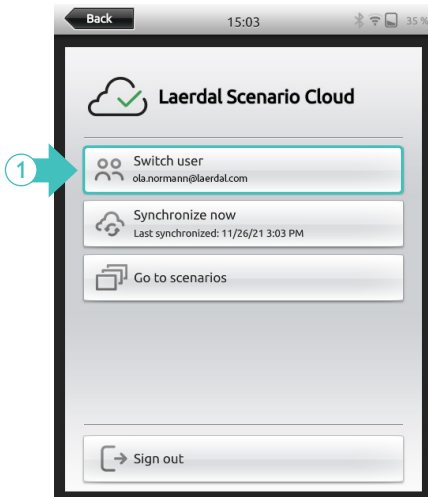 Back
15:03
35 %
Laerdal Scenario Cloud
1
Switch user
ola.normann@laerdal.com
Synchronize now
Last synchronized: 11/26/21 3:03 PM
Go to scenarios
Sign out